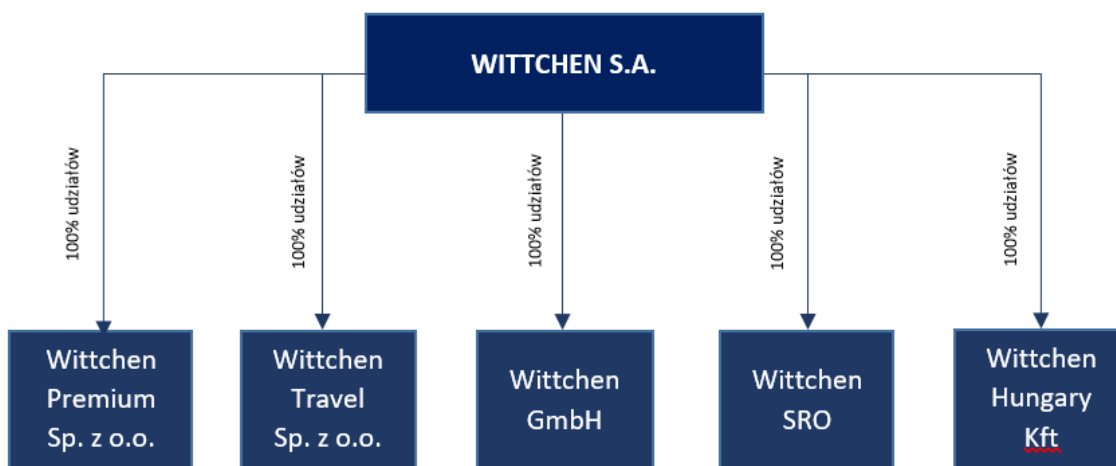 WITTCHEN S.A.
100% udziałów
100% udziałów
100% udziałów
100% udziałów
100% udziałów
Wittchen
Premium
Sp. z o.o.
Wittchen
Travel
Sp. z o.o.
Wittchen
GmbH
Wittchen
SRO
Wittchen
Hungary
Kft